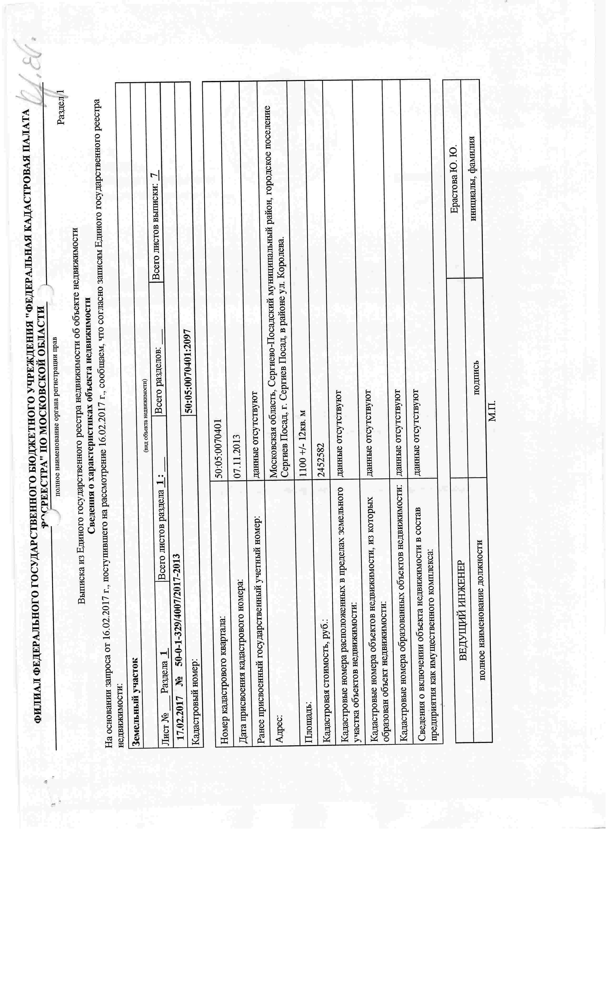 ФИЛИАЛ ФЕДЕРАЛЬНОГО ГОСУДАРСТВЕННОГО БЮДЖЕТНОГО УЧРЕЖДЕНИЯ "ФЕДЕРАЛЬНАЯ КАДАСТРОВАЯ ПАЛАТА
РОСРЕЕСТРА" ПО МОСКОВСКОЙ ОБЛАСТИ
полное наименование органа регистрации прав
Раздел 1
Выписка из Единого государственного реестра недвижимости об объекте недвижимости
Сведения о характеристиках объекта недвижимости
На основании запроса от 16.02.2017 г., поступившего на рассмотрение 16.02.2017 г., сообщаем, что согласно записям Единого государственного реестра
недвижимости:
Земельный участок
(вид объекта недвижимости)
Лист № ___ Раздела 1 Всего листов раздела 1 : ___ Всего разделов: ___ Всего листов выписки: 7
17.02.2017 № 50-0-1-329/4007/2017-2013
Кадастровый номер: 50:05:0070401:2097
Номер кадастрового квартала: 50:05:0070401
Дата присвоения кадастрового номера: 07.11.2013
Ранее присвоенный государственный учетный номер: данные отсутствуют
Адрес: Московская область, Сергиево-Посадский муниципальный район, городское поселение
Сергиев Посад, г. Сергиев Посад, в районе ул. Королева.
Площадь: 1100 +/- 12кв. м
Кадастровая стоимость, руб.: 2452582
Кадастровые номера расположенных в пределах земельного данные отсутствуют
участка объектов недвижимости:
Кадастровые номера объектов недвижимости, из которых данные отсутствуют
образован объект недвижимости:
Кадастровые номера образованных объектов недвижимости: данные отсутствуют
Сведения о включении объекта недвижимости в состав данные отсутствуют
предприятия как имущественного комплекса:
ВЕДУЩИЙ ИНЖЕНЕР Ерастова Ю. Ю.
полное наименование должности подпись инициалы, фамилия
М.П.